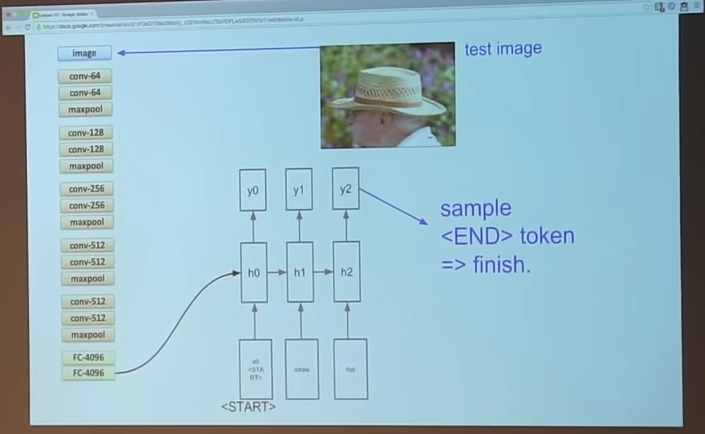 image
conv-64
conv-64
maxpool
conv-128
conv-128
maxpool
conv-256
conv-256
maxpool
conv-512
conv-512
maxpool
conv-512
conv-512
maxpool
FC-4096
FC-4096
test image
y0
y1
y2
sample
<END> token
=> finish.
h0
h1
h2
x0
<STA
RT>
straw
hat
<START>